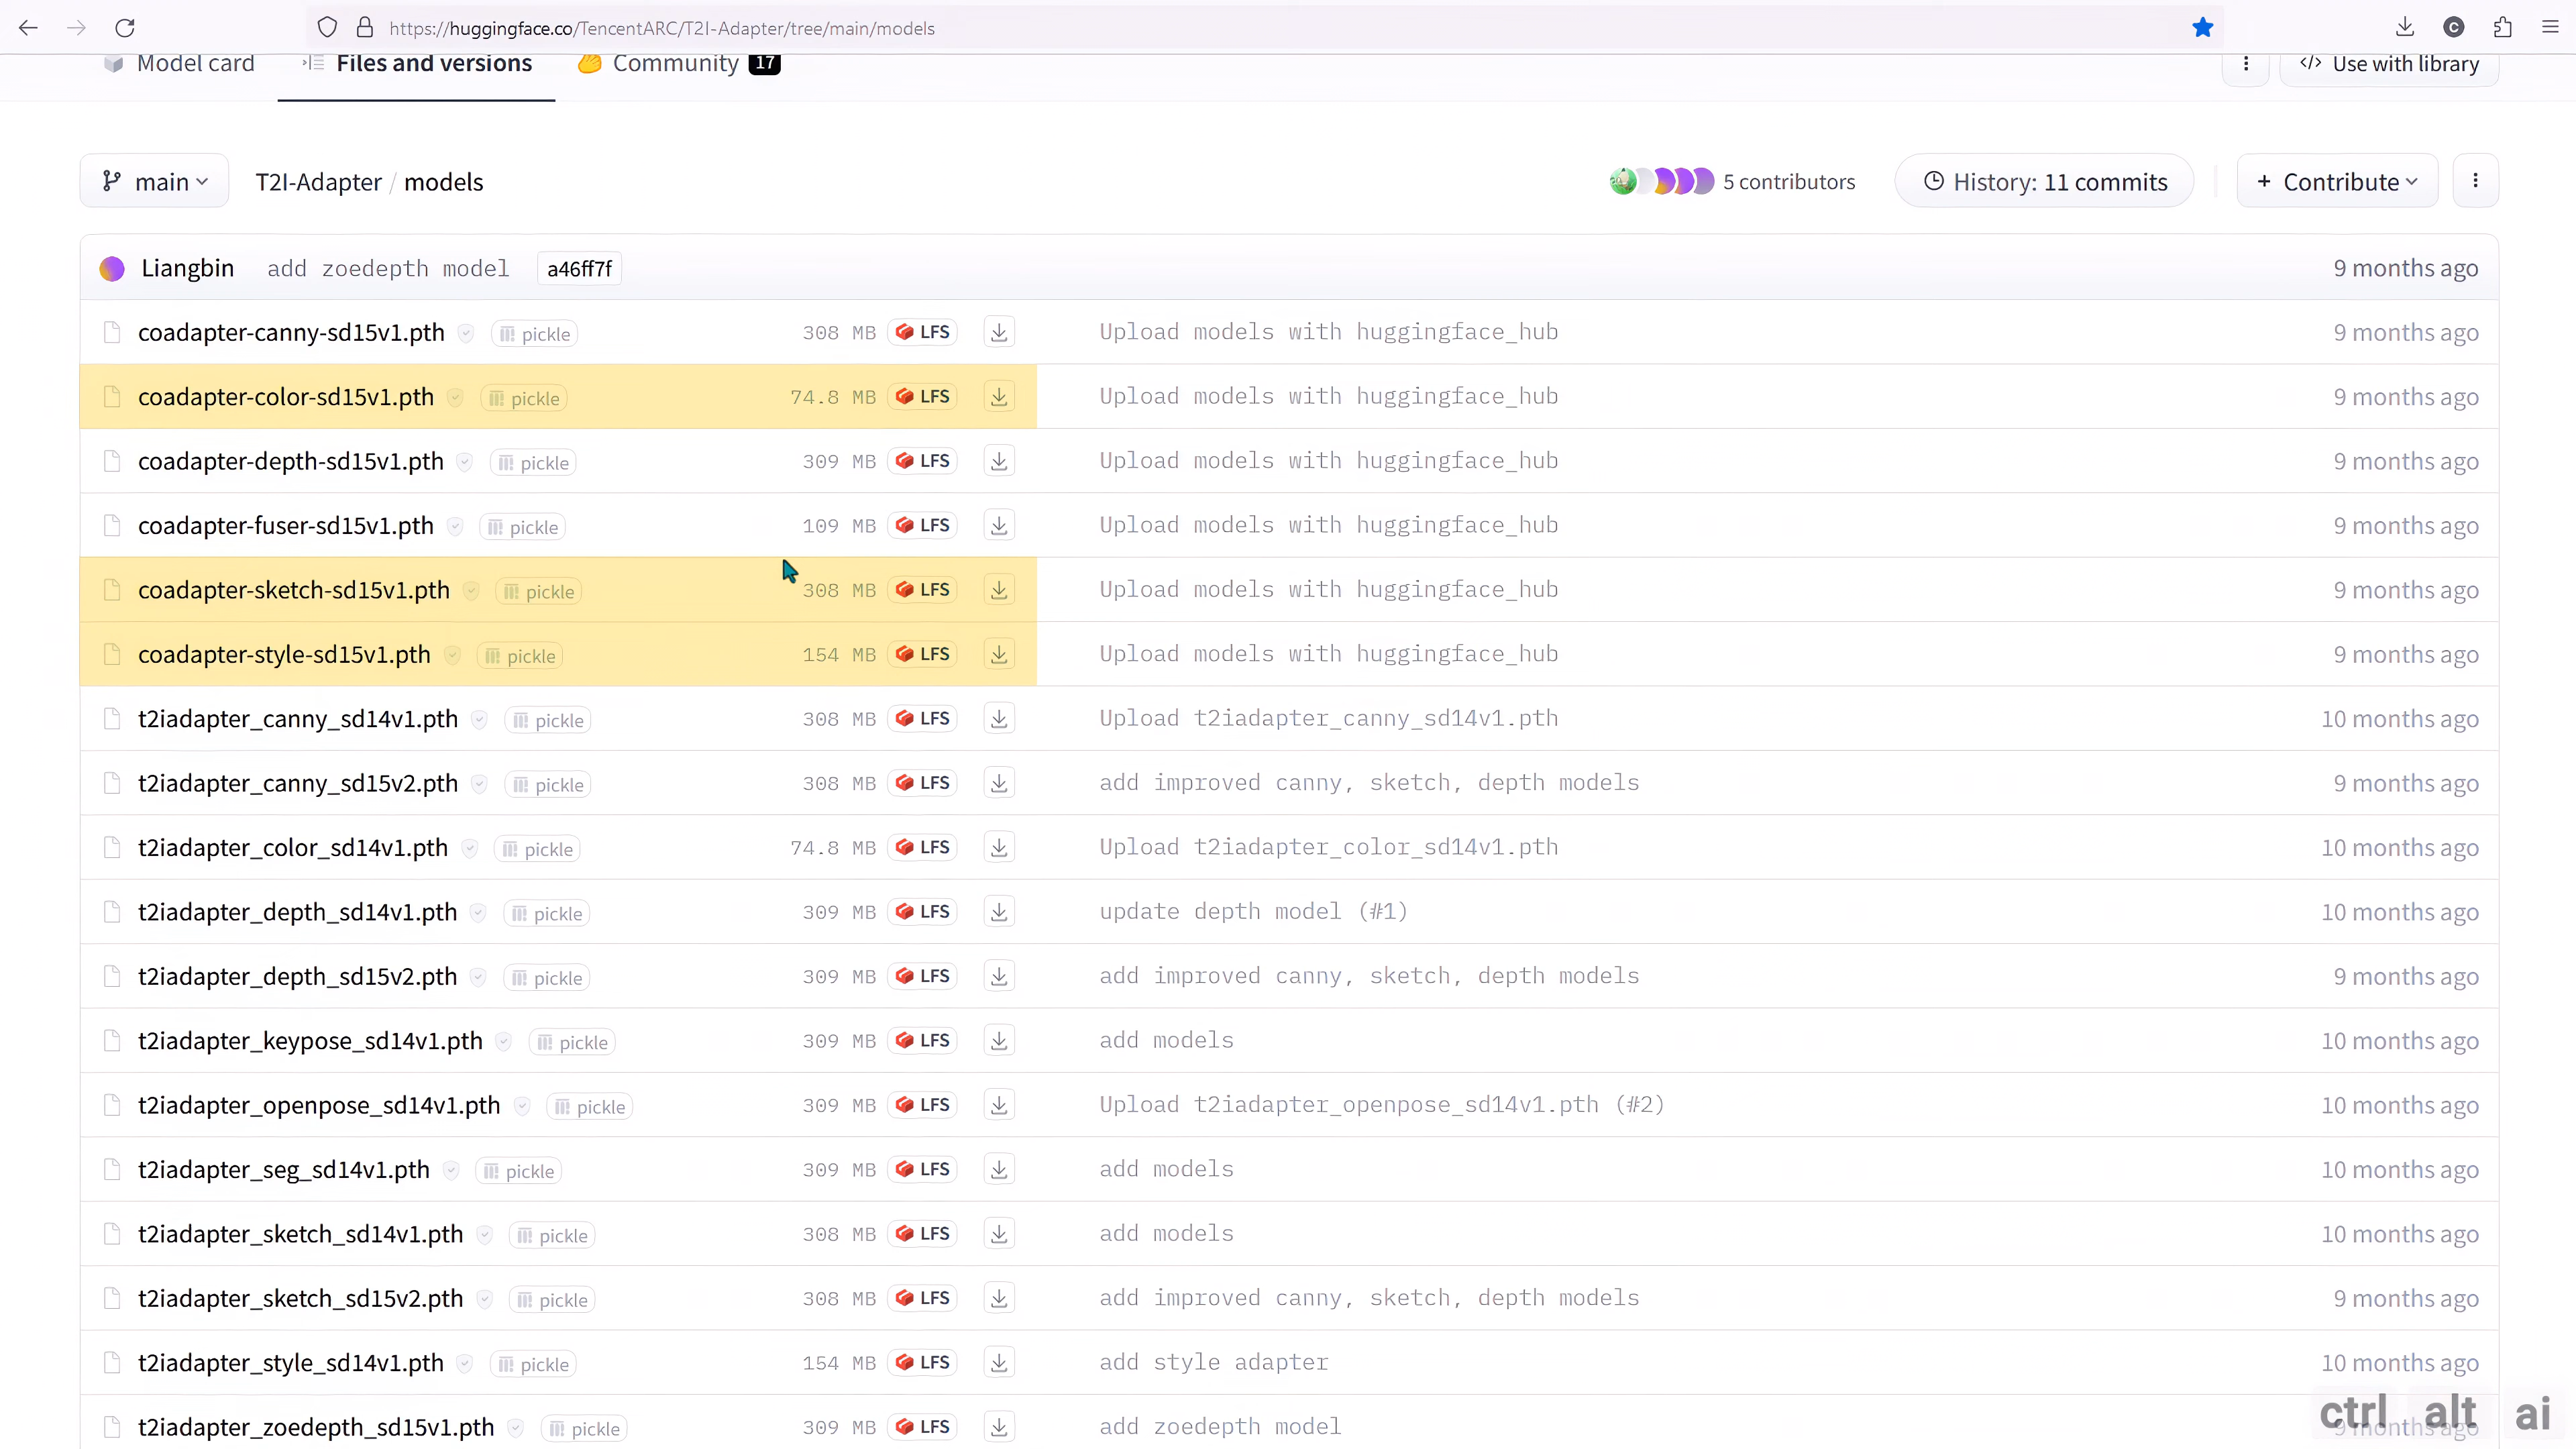 https://huggingface.co/TencentARC/T2I-Adapter/tree/main/models
C
Model card
Files and versions
Community 17
Use with library
main
T2I-Adapter / models
5 contributors
History: 11 commits
+ Contribute
Liangbin add zoedepth model a46ff7f 9 months ago
coadapter-canny-sd15v1.pth pickle 308 MB LFS Upload models with huggingface_hub 9 months ago
coadapter-color-sd15v1.pth pickle 74.8 MB LFS Upload models with huggingface_hub 9 months ago
coadapter-depth-sd15v1.pth pickle 309 MB LFS Upload models with huggingface_hub 9 months ago
coadapter-fuser-sd15v1.pth pickle 109 MB LFS Upload models with huggingface_hub 9 months ago
coadapter-sketch-sd15v1.pth pickle 308 MB LFS Upload models with huggingface_hub 9 months ago
coadapter-style-sd15v1.pth pickle 154 MB LFS Upload models with huggingface_hub 9 months ago
t2iadapter_canny_sd14v1.pth pickle 308 MB LFS Upload t2iadapter_canny_sd14v1.pth 10 months ago
t2iadapter_canny_sd15v2.pth pickle 308 MB LFS add improved canny, sketch, depth models 9 months ago
t2iadapter_color_sd14v1.pth pickle 74.8 MB LFS Upload t2iadapter_color_sd14v1.pth 10 months ago
t2iadapter_depth_sd14v1.pth pickle 309 MB LFS update depth model (#1) 10 months ago
t2iadapter_depth_sd15v2.pth pickle 309 MB LFS add improved canny, sketch, depth models 9 months ago
t2iadapter_keypose_sd14v1.pth pickle 309 MB LFS add models 10 months ago
t2iadapter_openpose_sd14v1.pth pickle 309 MB LFS Upload t2iadapter_openpose_sd14v1.pth (#2) 10 months ago
t2iadapter_seg_sd14v1.pth pickle 309 MB LFS add models 10 months ago
t2iadapter_sketch_sd14v1.pth pickle 308 MB LFS add models 10 months ago
t2iadapter_sketch_sd15v2.pth pickle 308 MB LFS add improved canny, sketch, depth models 9 months ago
t2iadapter_style_sd14v1.pth pickle 154 MB LFS add style adapter 10 months ago
t2iadapter_zoedepth_sd15v1.pth pickle 309 MB LFS add zoedepth model 9 months ago
ctrl alt ai